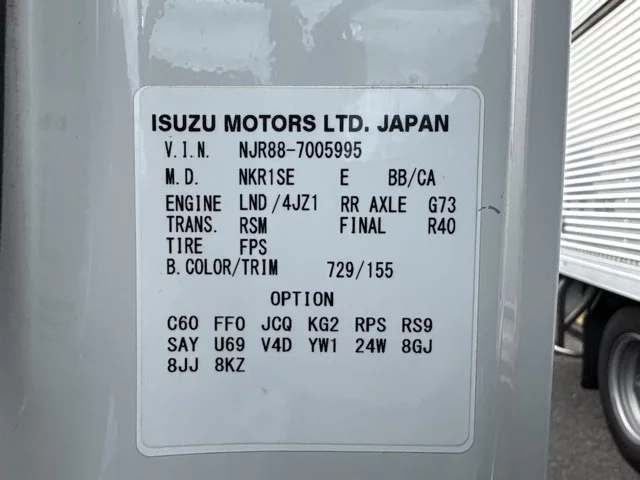 ISUZU MOTORS LTD. JAPAN
V.I.N. NJR88-7005995
M.D. NKR1SE E BB/CA
ENGINE LND/4JZ1 RR AXLE G73
TRANS. RSM FINAL R40
TIRE FPS
B.COLOR/TRIM 729/155
OPTION
C60 FF0 JCQ KG2 RPS RS9
SAY U69 V4D YW1 24W 8GJ
8JJ 8KZ